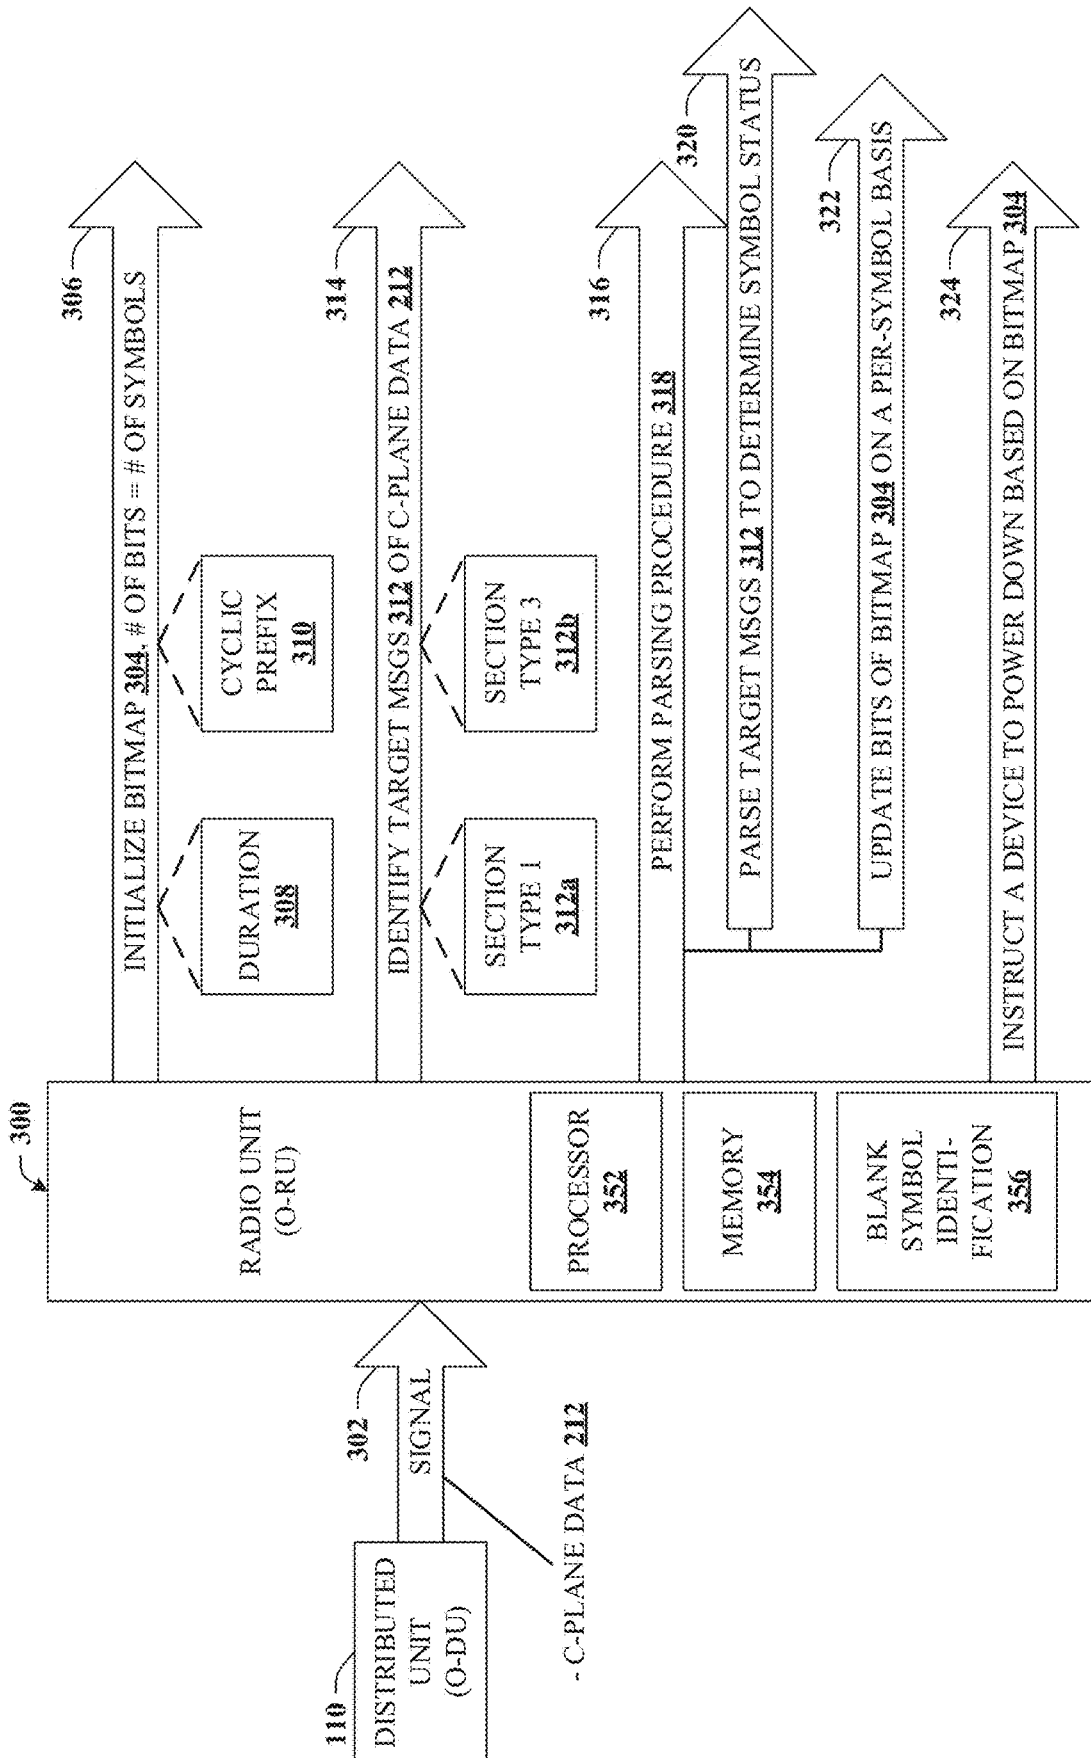 300
110
DISTRIBUTED
UNIT
(O-DU)
302
SIGNAL
- C-PLANE DATA 212
RADIO UNIT
(O-RU)
PROCESSOR
352
MEMORY
354
BLANK
SYMBOL
IDENTI-
FICATION
356
306
INITIALIZE BITMAP 304, # OF BITS = # OF SYMBOLS
DURATION
308
CYCLIC
PREFIX
310
314
IDENTIFY TARGET MSGS 312 OF C-PLANE DATA 212
SECTION
TYPE 1
312a
SECTION
TYPE 3
312b
316
PERFORM PARSING PROCEDURE 318
320
PARSE TARGET MSGS 312 TO DETERMINE SYMBOL STATUS
322
UPDATE BITS OF BITMAP 304 ON A PER-SYMBOL BASIS
324
INSTRUCT A DEVICE TO POWER DOWN BASED ON BITMAP 304